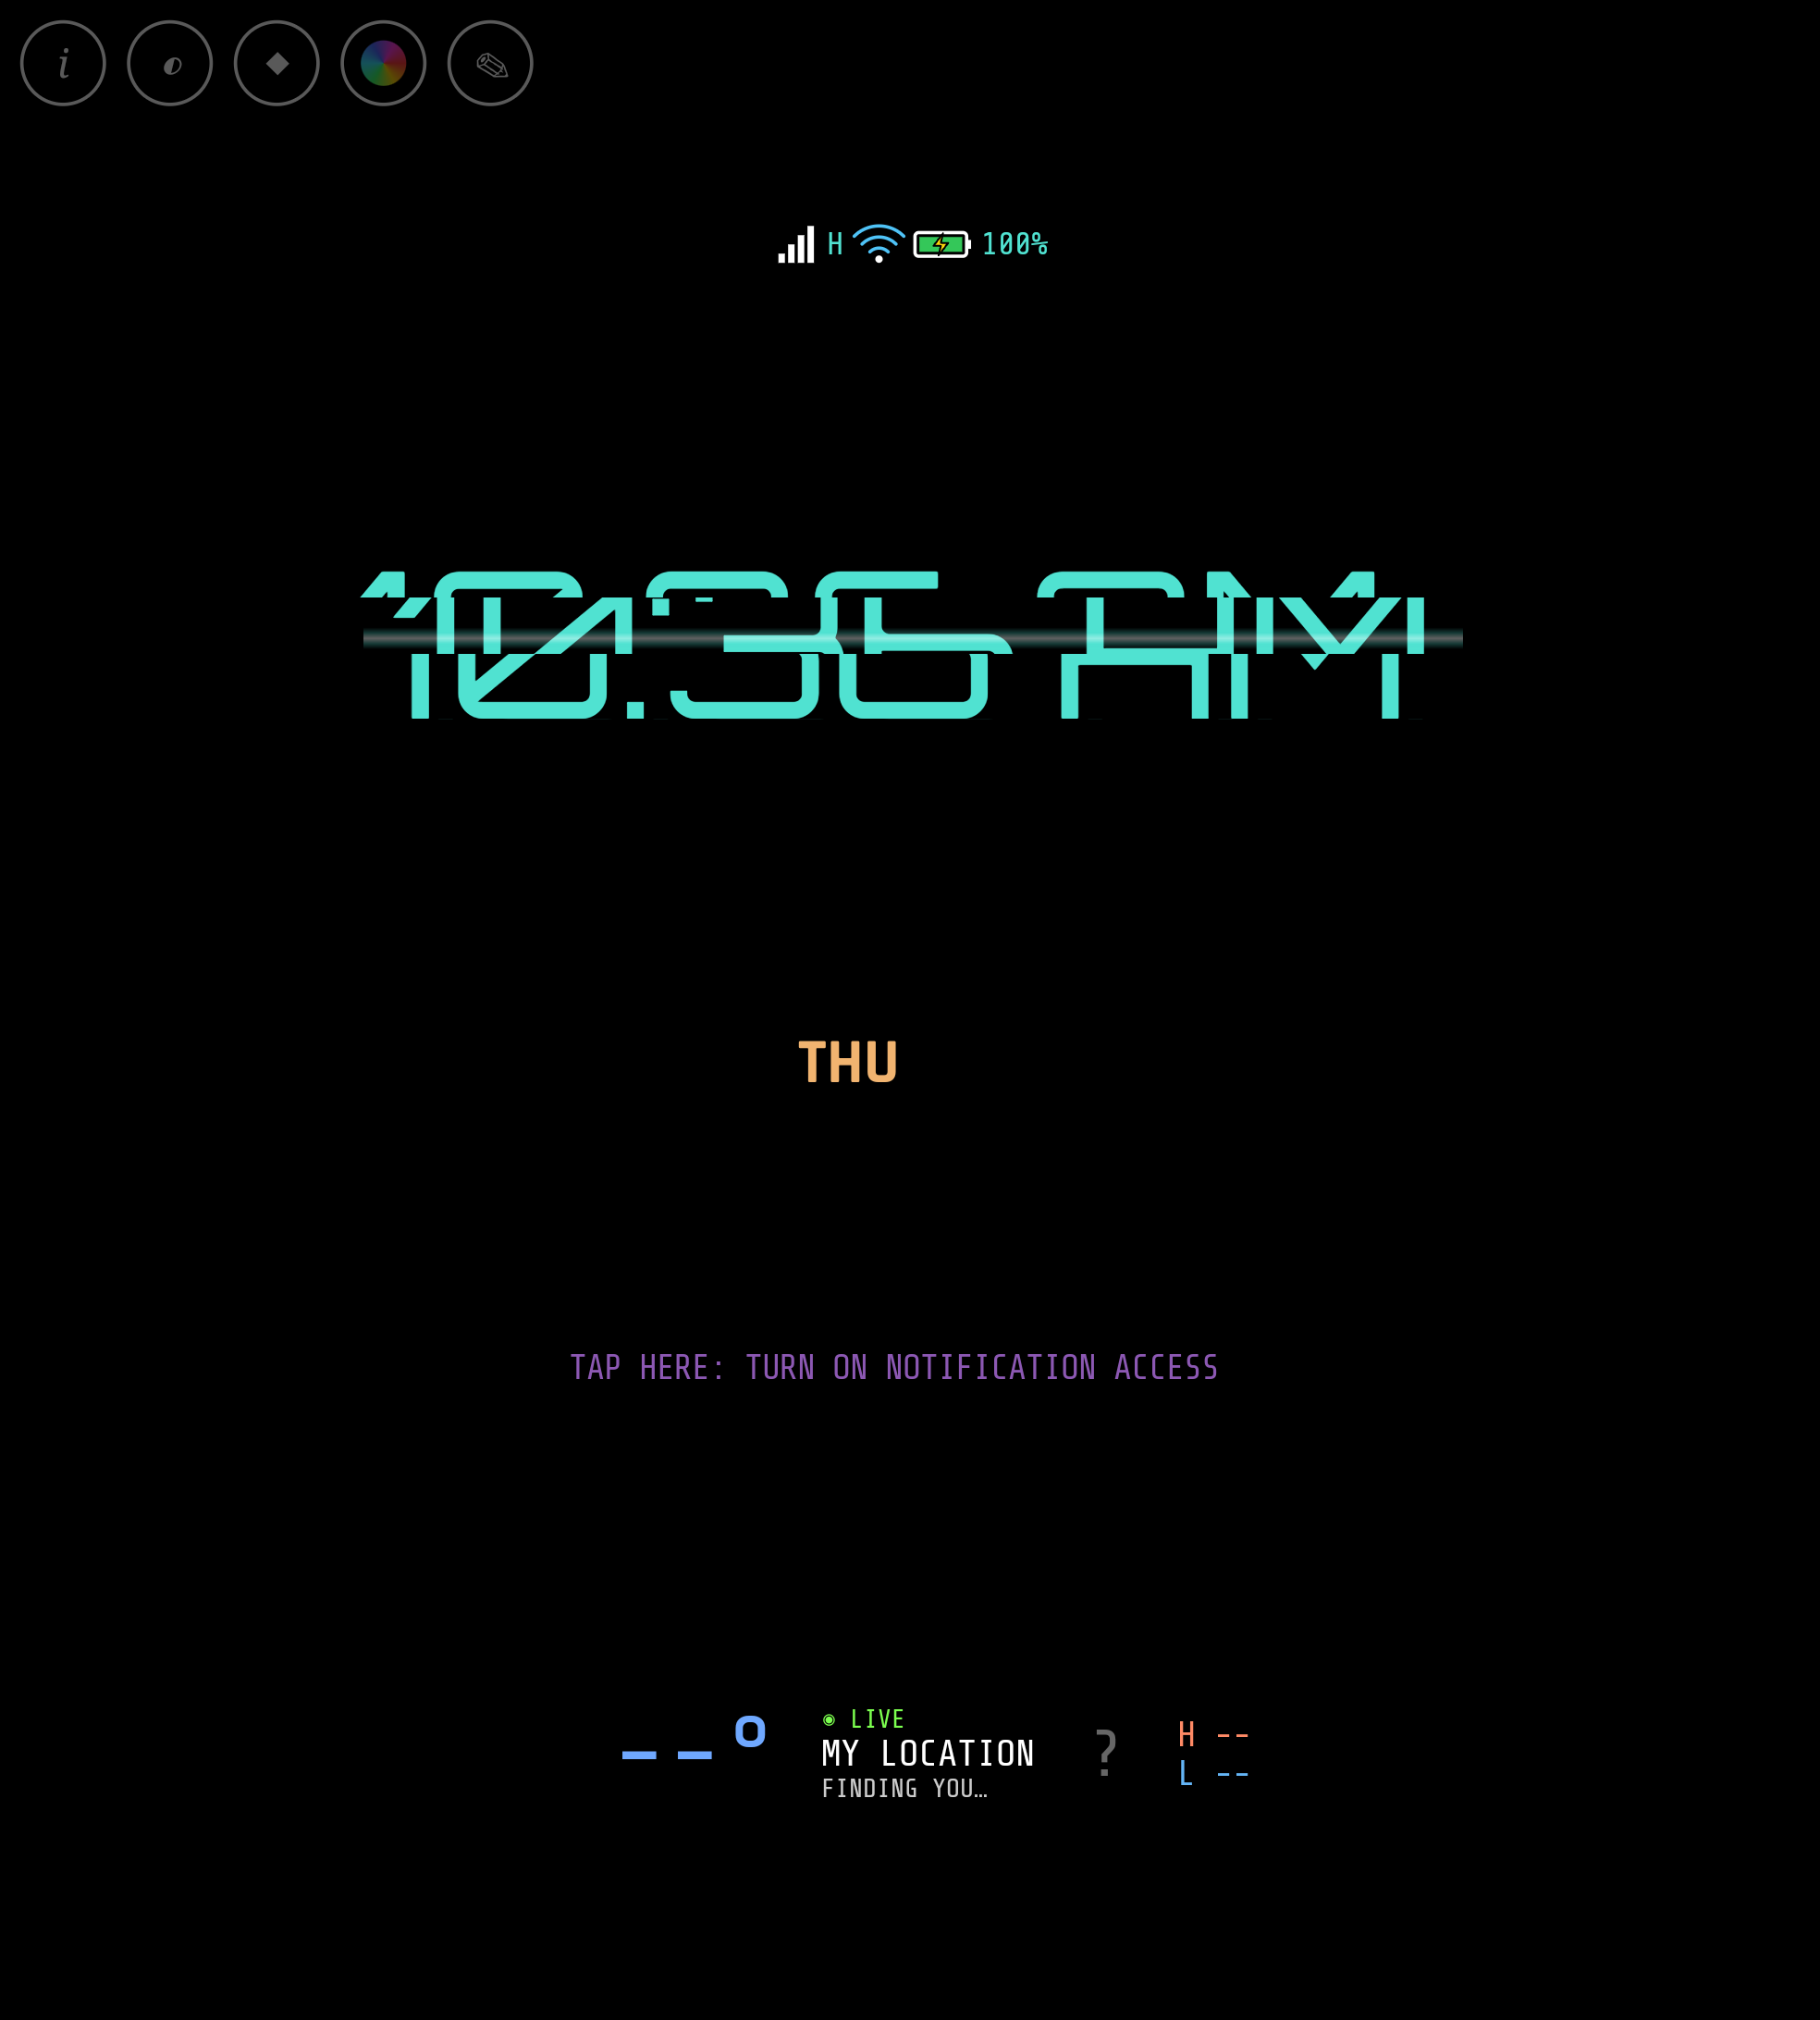 i
H 100%
10:36 AM
THU
TAP HERE: TURN ON NOTIFICATION ACCESS
--° ◉ LIVE
MY LOCATION ? H --
FINDING YOU… L --